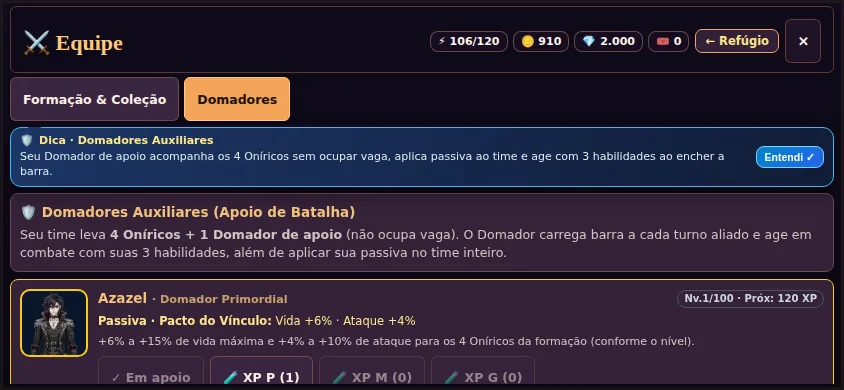 ⚔️ Equipe
⚡ 106/120 🪙 910 💎 2.000 🎟️ 0 ← Refúgio ✕
Formação & Coleção Domadores
🛡️ Dica · Domadores Auxiliares
Seu Domador de apoio acompanha os 4 Oníricos sem ocupar vaga, aplica passiva ao time e age com 3 habilidades ao encher a
barra.
Entendi ✓
🛡️ Domadores Auxiliares (Apoio de Batalha)
Seu time leva 4 Oníricos + 1 Domador de apoio (não ocupa vaga). O Domador carrega barra a cada turno aliado e age em
combate com suas 3 habilidades, além de aplicar sua passiva no time inteiro.
Azazel · Domador Primordial
Nv.1/100 · Próx: 120 XP
Passiva · Pacto do Vínculo: Vida +6% · Ataque +4%
+6% a +15% de vida máxima e +4% a +10% de ataque para os 4 Oníricos da formação (conforme o nível).
✓ Em apoio 🧪 XP P (1) 🧪 XP M (0) 🧪 XP G (0)